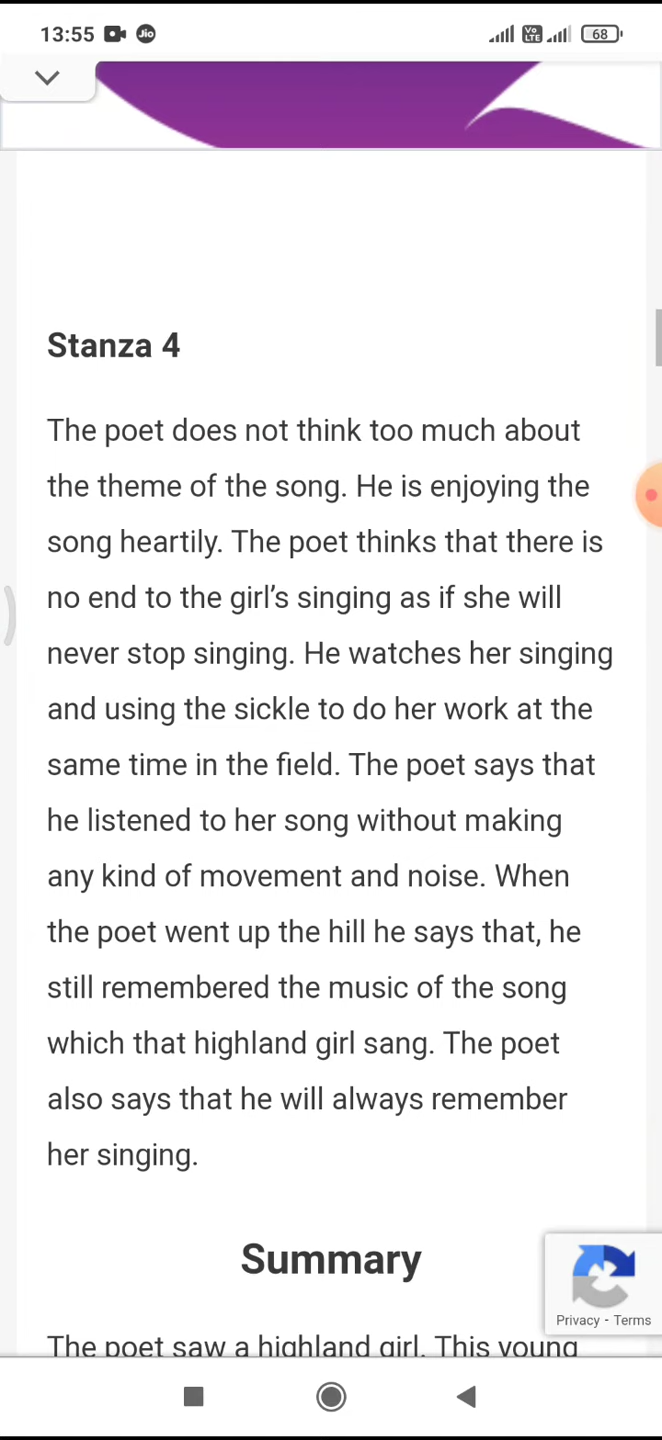 13:55 Jio Vo LTE 68
Stanza 4
The poet does not think too much about
the theme of the song. He is enjoying the
song heartily. The poet thinks that there is
no end to the girl’s singing as if she will
never stop singing. He watches her singing
and using the sickle to do her work at the
same time in the field. The poet says that
he listened to her song without making
any kind of movement and noise. When
the poet went up the hill he says that, he
still remembered the music of the song
which that highland girl sang. The poet
also says that he will always remember
her singing.
Summary
Privacy - Terms
The poet saw a highland girl. This young